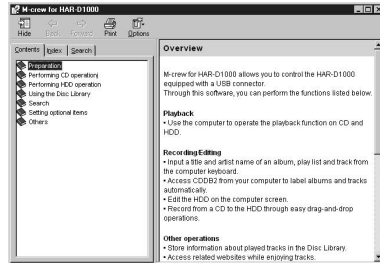 M-crew for HAR-D1000
Hide Back Forward Print Options
Contents Index Search
Preparation
Performing CD operationj
Performing HDD operation
Using the Disc Library
Search
Setting optional items
Others
Overview
M-crew for HAR-D1000 allows you to control the HAR-D1000
equipped with a USB connector.
Through this software, you can perform the functions listed below.
Playback
• Use the computer to operate the playback function on CD and
HDD.
Recording/Editing
• Input a title and artist name of an album, play list and track from
the computer keyboard.
• Access CDDB2 from your computer to label albums and tracks
automatically.
• Edit the HDD on the computer screen.
• Record from a CD to the HDD through easy drag-and-drop
operations.
Other operations
• Store information about played tracks in the Disc Library.
• Access related websites while enjoying tracks.